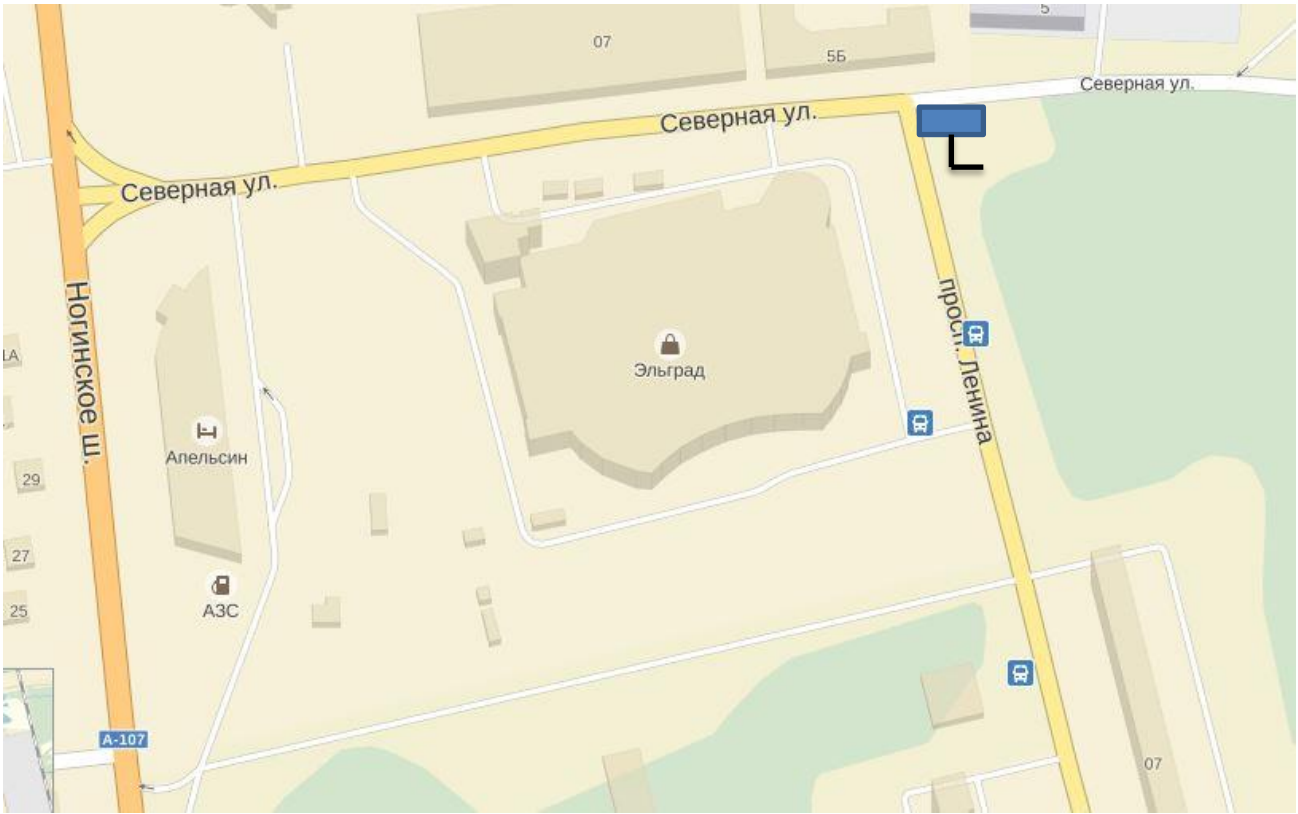 5
07
5Б
Северная ул.
Северная ул.
Северная ул.
Ногинское ш.
просп. Ленина
1А
Эльград
Апельсин
29
27
25
АЗС
А-107
07